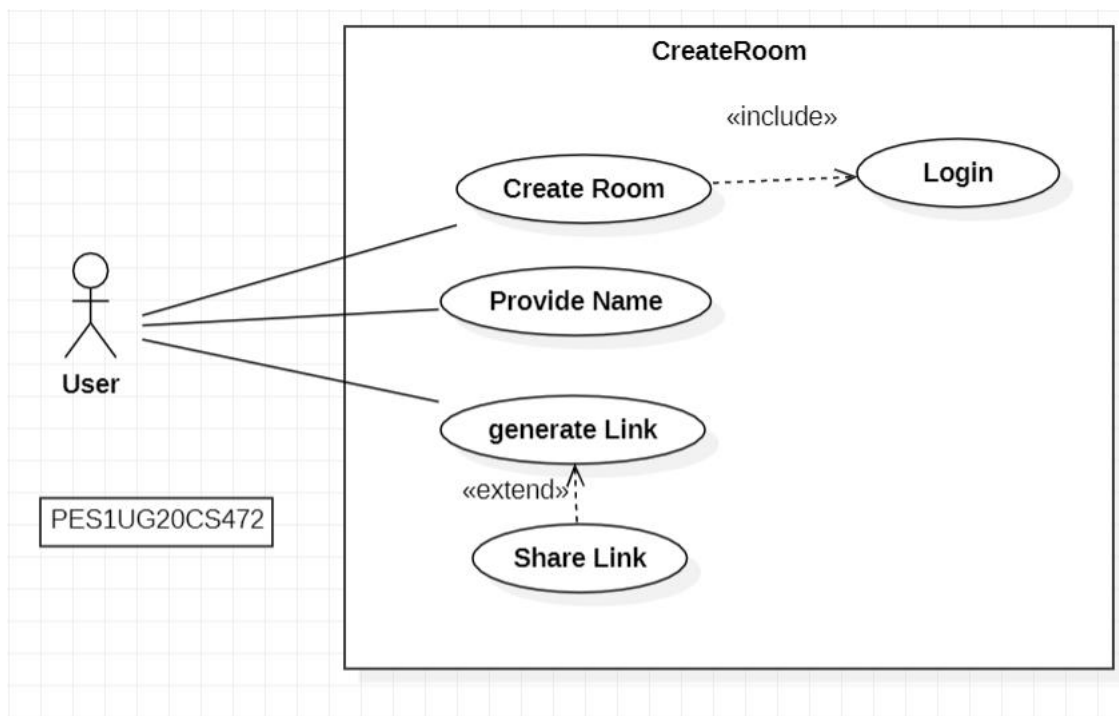 CreateRoom
«include»
Create Room
Login
Provide Name
User
generate Link
«extend»
PES1UG20CS472
Share Link